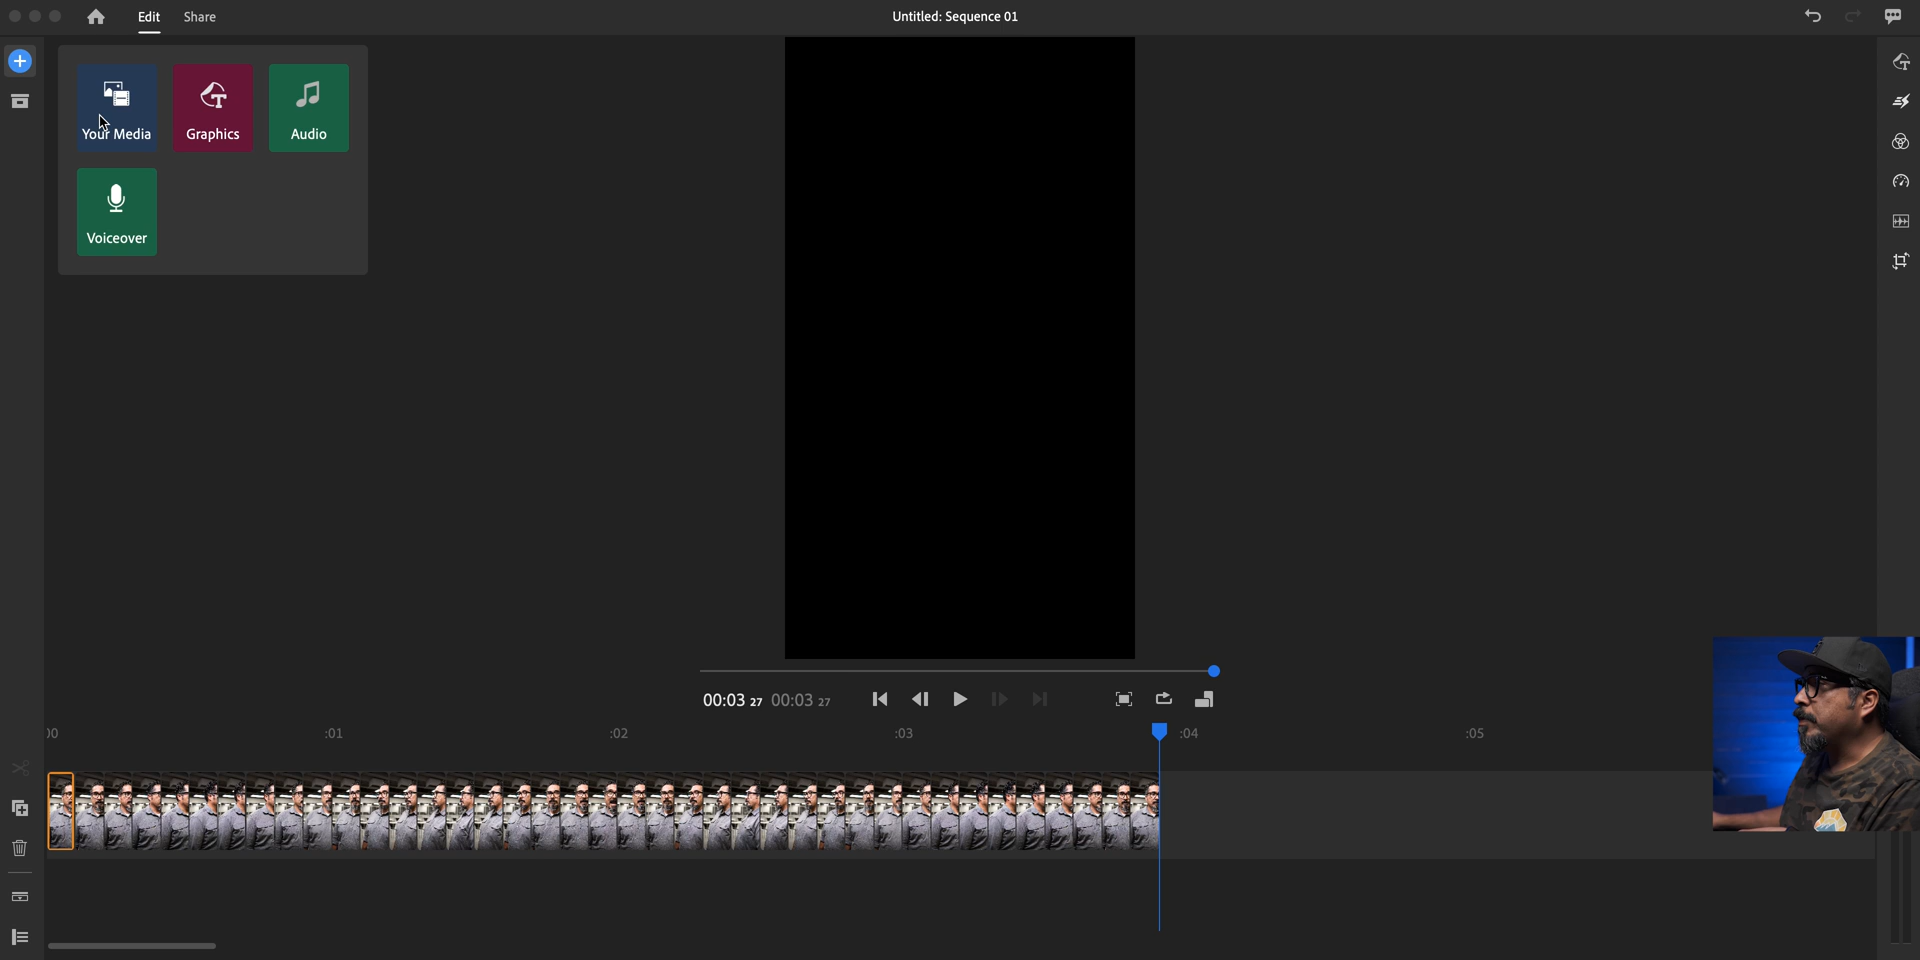 Edit Share
Untitled: Sequence 01
Your Media Graphics Audio
Voiceover
00:03 27 00:03 27
:01 :02 :03 :04 :05